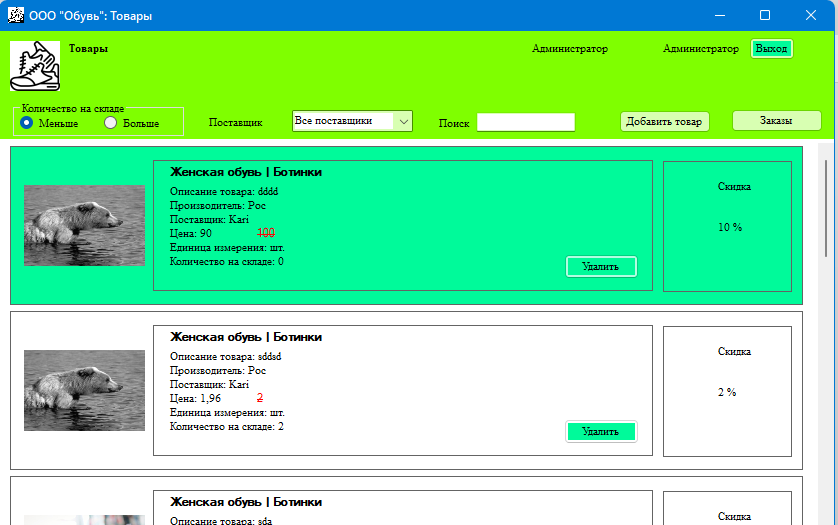 ООО "Обувь": Товары
Товары
Администратор
Администратор
Выход
Количество на складе
Меньше
Больше
Поставщик
Все поставщики
Поиск
Добавить товар
Заказы
Женская обувь | Ботинки
Описание товара: dddd
Производитель: Рос
Поставщик: Kari
Цена: 90 100
Единица измерения: шт.
Количество на складе: 0
Удалить
Скидка
10 %
Женская обувь | Ботинки
Описание товара: sddsd
Производитель: Рос
Поставщик: Kari
Цена: 1,96 2
Единица измерения: шт.
Количество на складе: 2
Удалить
Скидка
2 %
Женская обувь | Ботинки
Описание товара: sda
Скидка